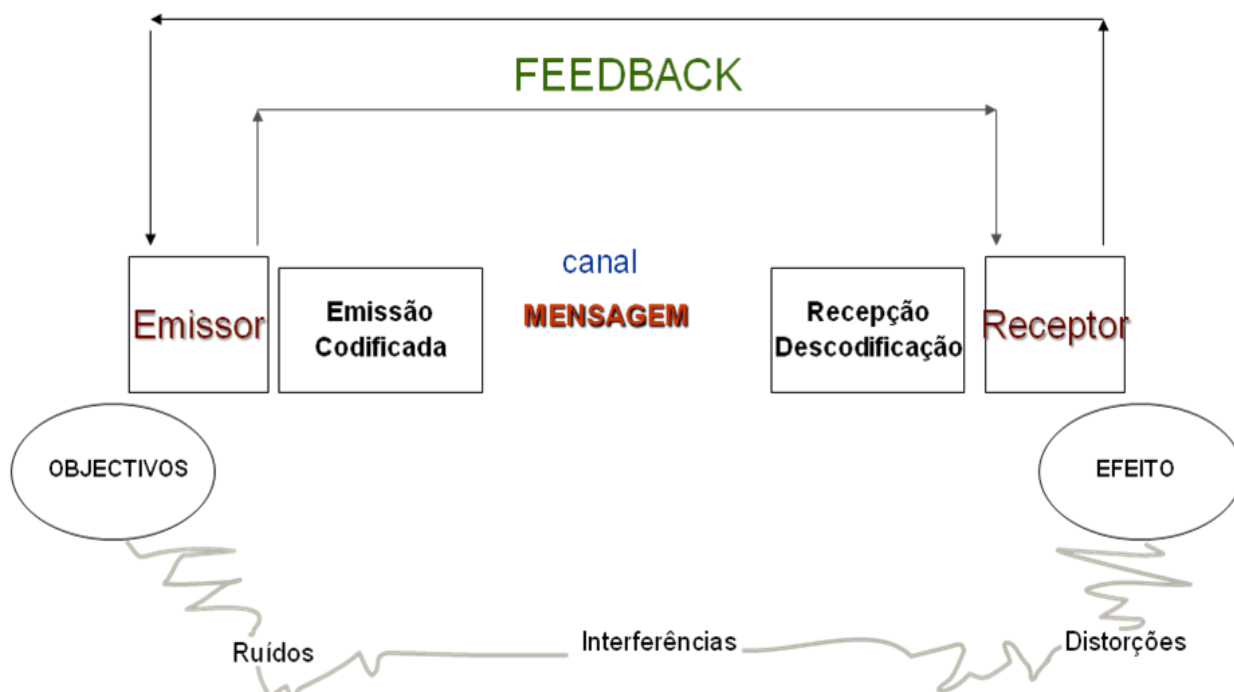 FEEDBACK
canal
MENSAGEM
Emissor
Emissão
Codificada
Recepção
Descodificação
Receptor
OBJECTIVOS
EFEITO
Ruídos
Interferências
Distorções